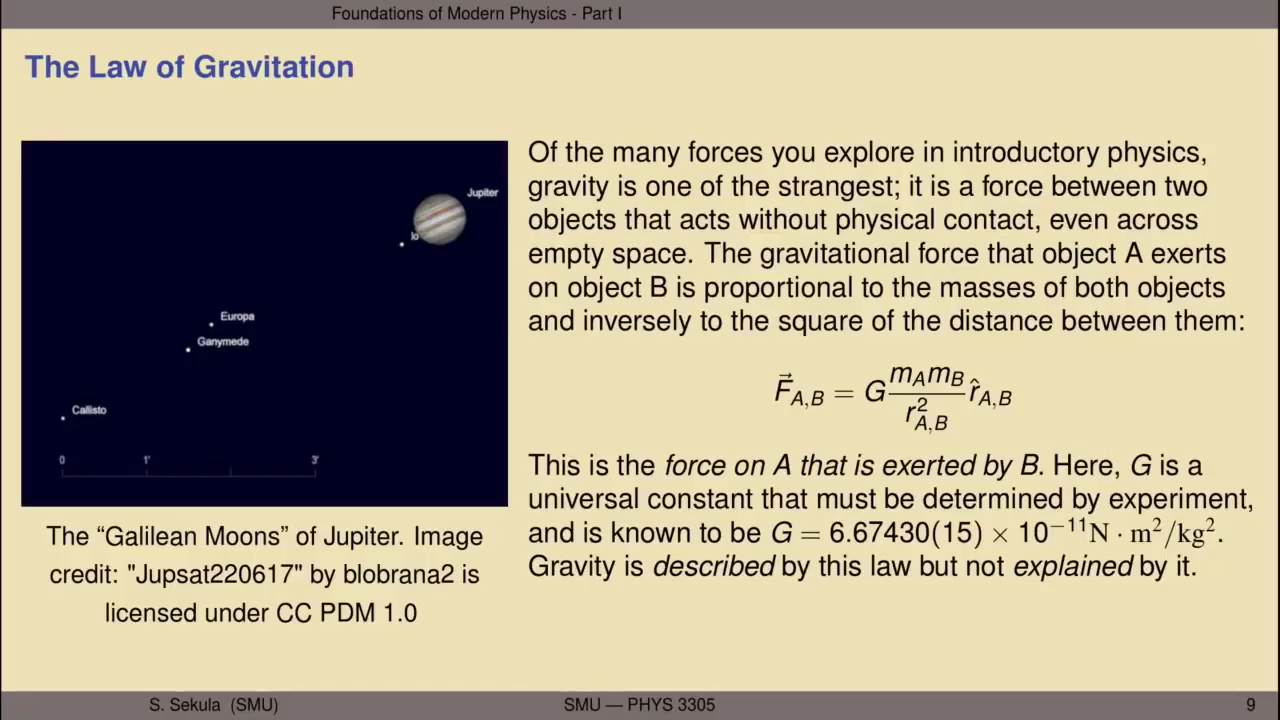 Foundations of Modern Physics - Part I
The Law of Gravitation
Jupiter
Io
Europa
Ganymede
Callisto
0 1' 3'
The “Galilean Moons” of Jupiter. Image
credit: "Jupsat220617" by blobrana2 is
licensed under CC PDM 1.0
Of the many forces you explore in introductory physics,
gravity is one of the strangest; it is a force between two
objects that acts without physical contact, even across
empty space. The gravitational force that object A exerts
on object B is proportional to the masses of both objects
and inversely to the square of the distance between them:
$\vec{F}_{A,B} = G\frac{m_A m_B}{r_{A,B}^2}\hat{r}_{A,B}$
This is the force on A that is exerted by B. Here, G is a
universal constant that must be determined by experiment,
and is known to be G = 6.67430(15) × 10⁻¹¹N · m²/kg².
Gravity is described by this law but not explained by it.
S. Sekula (SMU) SMU — PHYS 3305 9